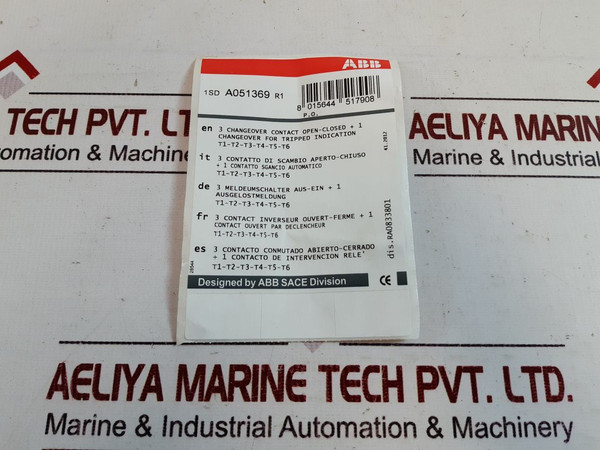 ABB
1SD A051369 R1
8 015644 517908
P.O.
en 3 CHANGEOVER CONTACT OPEN-CLOSED + 1
CHANGEOVER FOR TRIPPED INDICATION
T1-T2-T3-T4-T5-T6
41.2012
it 3 CONTATTO DI SCAMBIO APERTO-CHIUSO
+ 1 CONTATTO SGANCIO AUTOMATICO
T1-T2-T3-T4-T5-T6
de 3 MELDEUMSCHALTER AUS-EIN + 1
AUSGELOSTMELDUNG
T1-T2-T3-T4-T5-T6
fr 3 CONTACT INVERSEUR OUVERT-FERME + 1
CONTACT OUVERT PAR DECLENCHEUR
T1-T2-T3-T4-T5-T6
dis.RA0833801
es 3 CONTACTO CONMUTADO ABIERTO-CERRADO
+ 1 CONTACTO DE INTERVENCION RELE'
T1-T2-T3-T4-T5-T6
Designed by ABB SACE Division CE
TECH PVT. LT
omation & Machine
AELIYA MARINE
Marine & Industrial
AELIYA MARINE TECH PVT. LTD.
Marine & Industrial Automation & Machinery